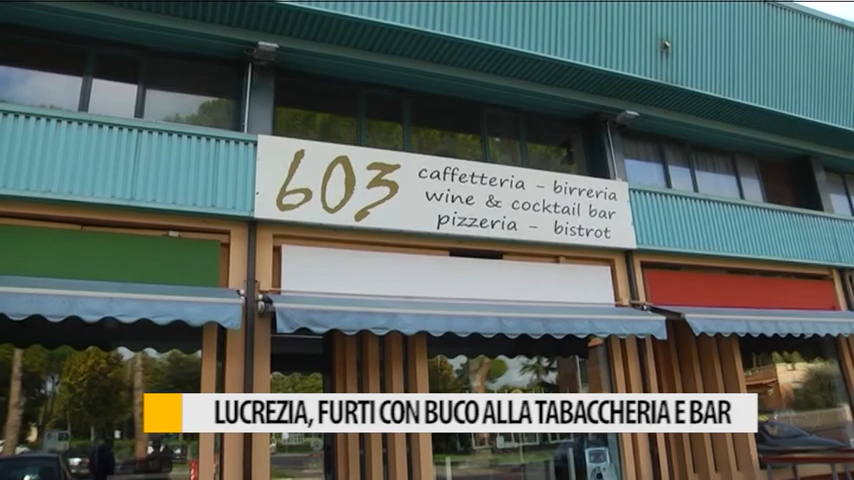 603
caffetteria - birreria
wine & cocktail bar
pizzeria - bistrot
LUCREZIA, FURTI CON BUCO ALLA TABACCHERIA E BAR